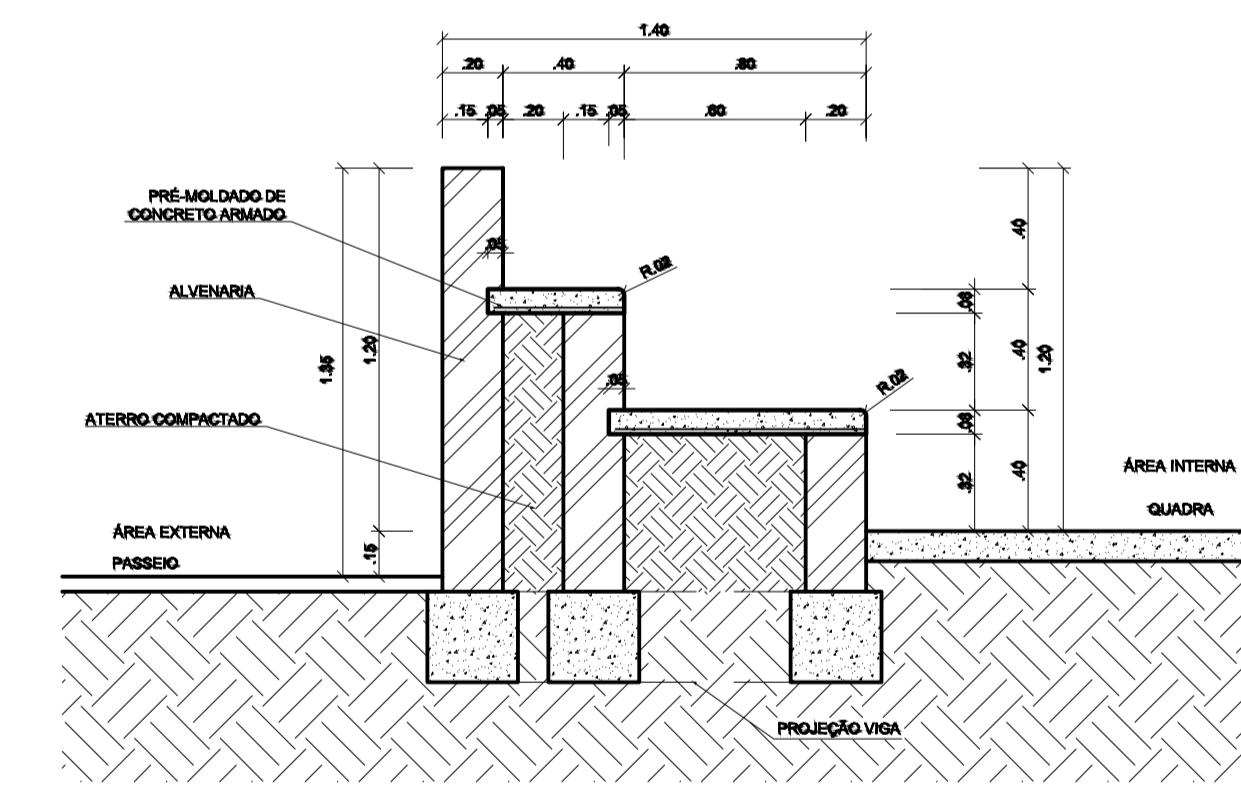 1.40
.20 .40 .80
.15 .05 .20 .15 .05 .60 .20
PRÉ-MOLDADO DE
CONCRETO ARMADO
.05
R.02
ALVENARIA
.40
.08
1.35
1.20
.32
.40
1.20
.05
R.02
ATERRO COMPACTADO
.08
.32
.40
ÁREA INTERNA
QUADRA
ÁREA EXTERNA
PASSEIO
.15
PROJEÇÃO VIGA